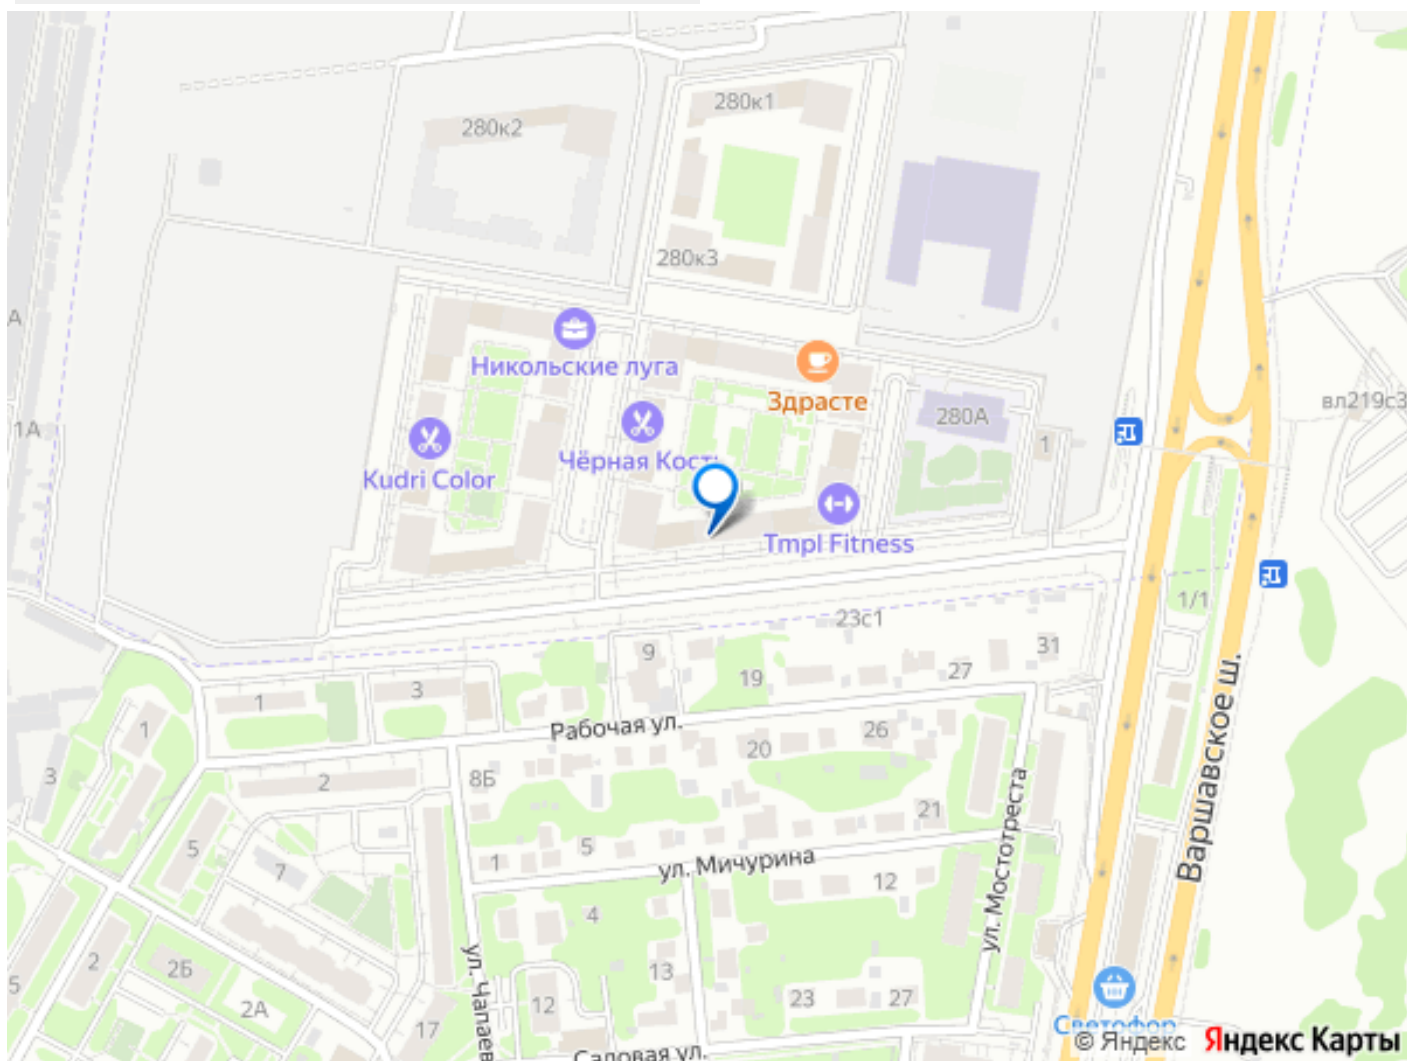 280к1
280к2
280к3
А
Никольские луга
Здрасте
вл219с3
1А
280А
1
Чёрная Кость
Kudri Color
Tmpl Fitness
1/1
23с1
9
31
19
27
1
3
Варшавское ш.
1
Рабочая ул.
26
20
3
2
8Б
ул. Мостотреста
21
5
5
1
7
ул. Мичурина
12
4
2
2Б
13
5
2А
12
23
27
ул. Чапаев
17
Светофор
Садовая ул.
© Яндекс Яндекс Карты